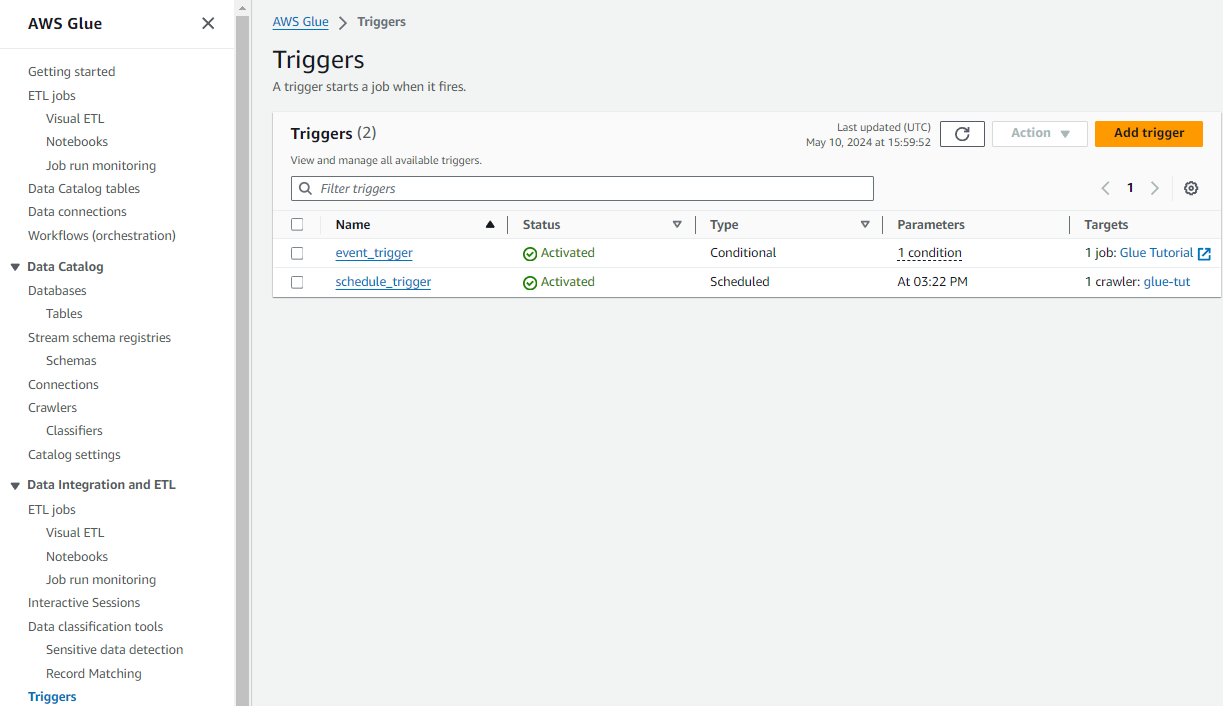 AWS Glue
Getting started
ETL jobs
Visual ETL
Notebooks
Job run monitoring
Data Catalog tables
Data connections
Workflows (orchestration)
Data Catalog
Databases
Tables
Stream schema registries
Schemas
Connections
Crawlers
Classifiers
Catalog settings
Data Integration and ETL
ETL jobs
Visual ETL
Notebooks
Job run monitoring
Interactive Sessions
Data classification tools
Sensitive data detection
Record Matching
Triggers
AWS Glue Triggers
Triggers
A trigger starts a job when it fires.
Triggers (2)
View and manage all available triggers.
Last updated (UTC)
May 10, 2024 at 15:59:52
Action
Add trigger
Filter triggers
1
Name Status Type Parameters Targets
event_trigger Activated Conditional 1 condition 1 job: Glue Tutorial
schedule_trigger Activated Scheduled At 03:22 PM 1 crawler: glue-tut